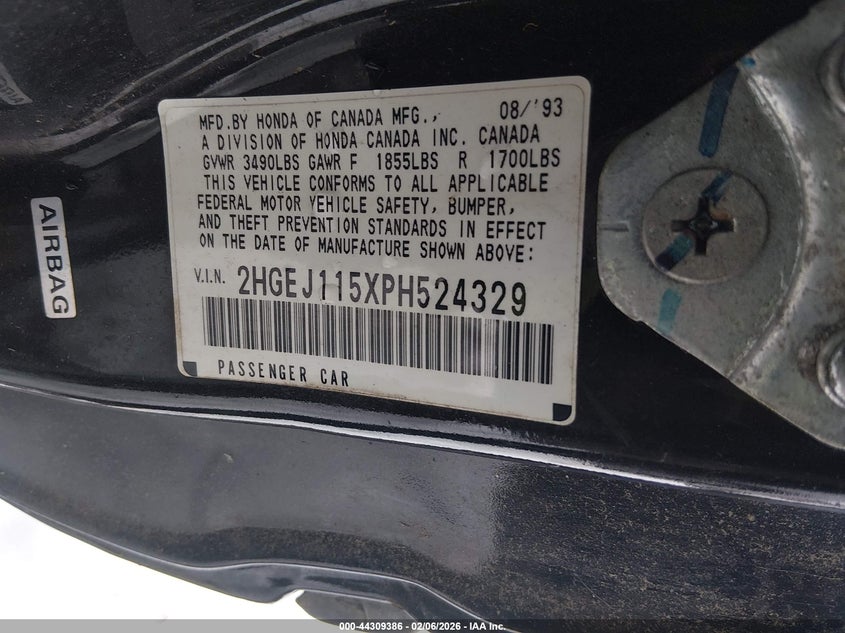 MFD.BY HONDA OF CANADA MFG., 08/'93
A DIVISION OF HONDA CANADA INC. CANADA
GVWR 3490LBS GAWR F 1855LBS R 1700LBS
THIS VEHICLE CONFORMS TO ALL APPLICABLE
FEDERAL MOTOR VEHICLE SAFETY, BUMPER,
AND THEFT PREVENTION STANDARDS IN EFFECT
ON THE DATE OF MANUFACTURE SHOWN ABOVE:
V.I.N. 2HGEJ115XPH524329
PASSENGER CAR
AIRBAG
000-44309386 - 02/06/2026 - IAA Inc.